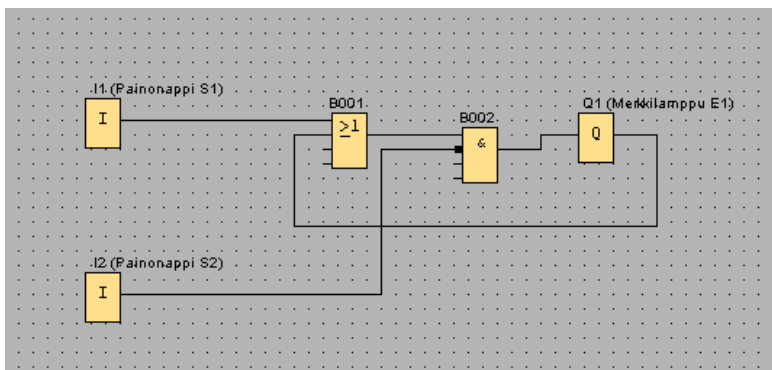 I1 (Painonappi S1)
I
B001
≥1
B002
&
Q1 (Merkkilamppu E1)
Q
I2 (Painonappi S2)
I